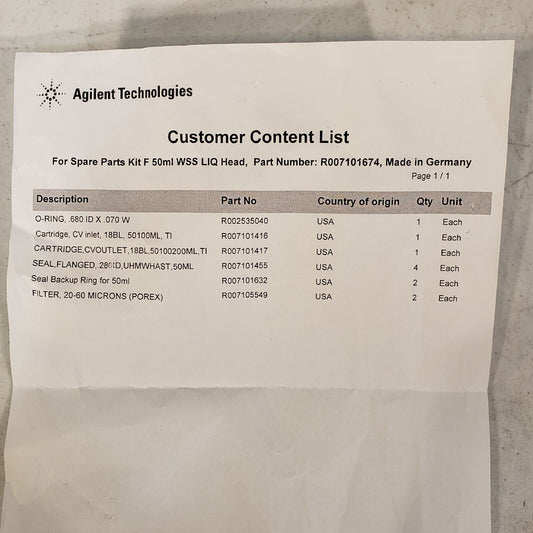 Agilent Technologies
Customer Content List
For Spare Parts Kit F 50ml WSS LIQ Head, Part Number: R007101674, Made in Germany
Page 1 / 1
Description Part No Country of origin Qty Unit
O-RING, .680 ID X .070 W R002535040 USA 1 Each
Cartridge, CV inlet, 18BL, 50100ML, TI R007101416 USA 1 Each
CARTRIDGE,CVOUTLET,18BL,50100200ML,TI R007101417 USA 1 Each
SEAL,FLANGED,.28ID,UHMWHAST,50ML R007101455 USA 4 Each
Seal Backup Ring for 50ml R007101632 USA 2 Each
FILTER, 20-60 MICRONS (POREX) R007105549 USA 2 Each